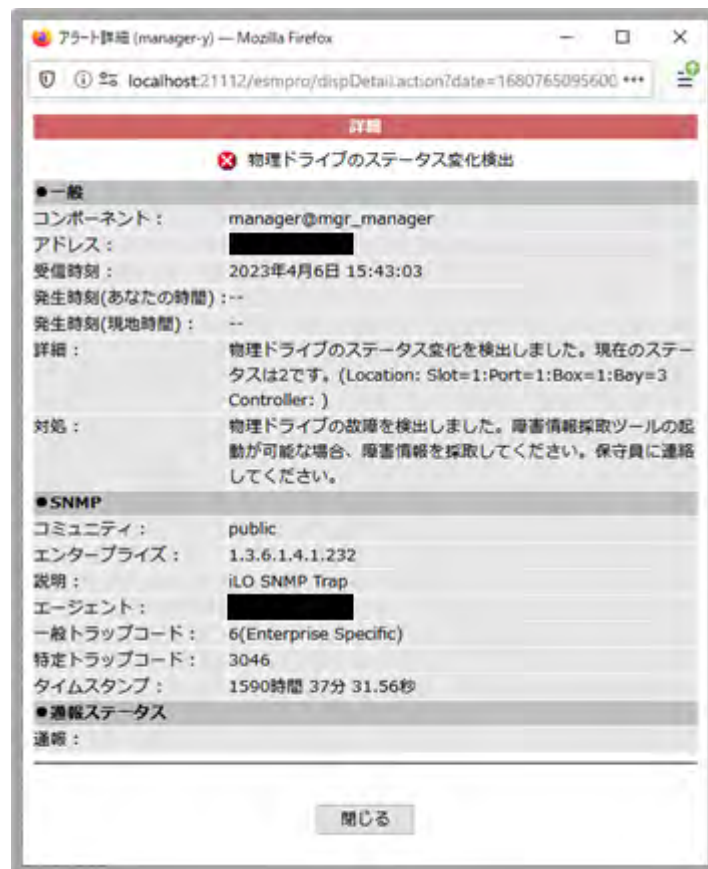 アラート詳細 (manager-y) — Mozilla Firefox
localhost:21112/esmpro/dispDetail.action?date=1680765095600
詳細
物理ドライブのステータス変化検出
●一般
コンポーネント： manager@mgr_manager
アドレス：
受信時刻： 2023年4月6日 15:43:03
発生時刻(あなたの時間)：--
発生時刻(現地時間)： --
詳細： 物理ドライブのステータス変化を検出しました。現在のステー
タスは2です。(Location: Slot=1:Port=1:Box=1:Bay=3
Controller: )
対処： 物理ドライブの故障を検出しました。障害情報採取ツールの起
動が可能な場合、障害情報を採取してください。保守員に連絡
してください。
●SNMP
コミュニティ： public
エンタープライズ： 1.3.6.1.4.1.232
説明： iLO SNMP Trap
エージェント：
一般トラップコード： 6(Enterprise Specific)
特定トラップコード： 3046
タイムスタンプ： 1590時間 37分 31.56秒
●通報ステータス
通報：
閉じる